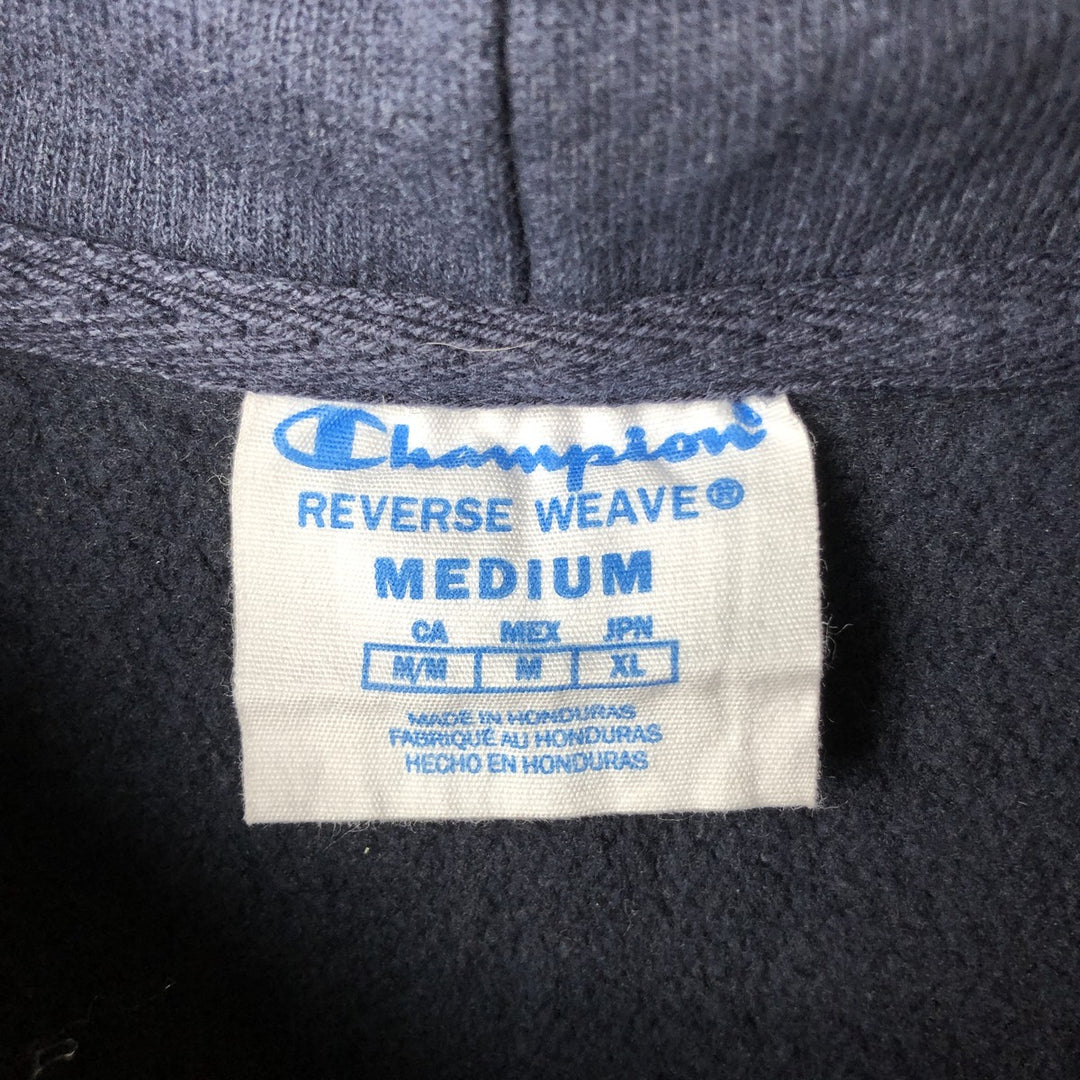 Champion
REVERSE WEAVE®
MEDIUM
CA MEX JPN
M/M M XL
MADE IN HONDURAS
FABRIQUÉ AU HONDURAS
HECHO EN HONDURAS